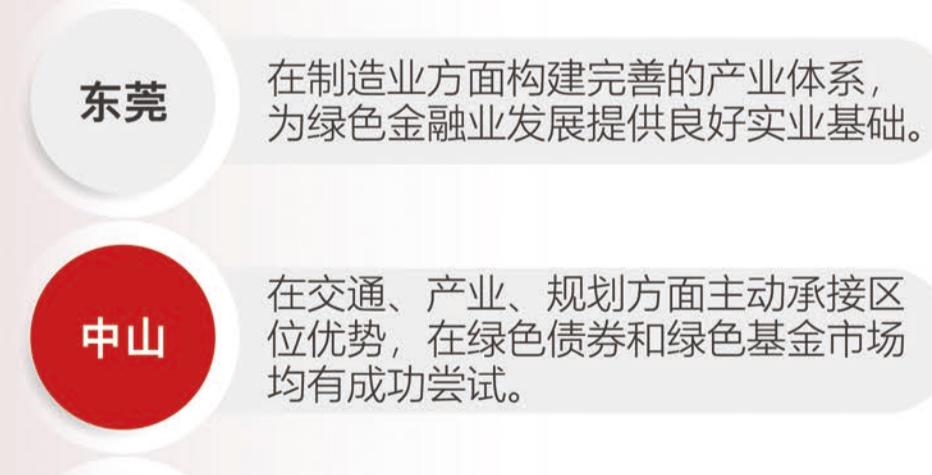 东莞
在制造业方面构建完善的产业体系，
为绿色金融业发展提供良好实业基础。
中山
在交通、产业、规划方面主动承接区
位优势，在绿色债券和绿色基金市场
均有成功尝试。